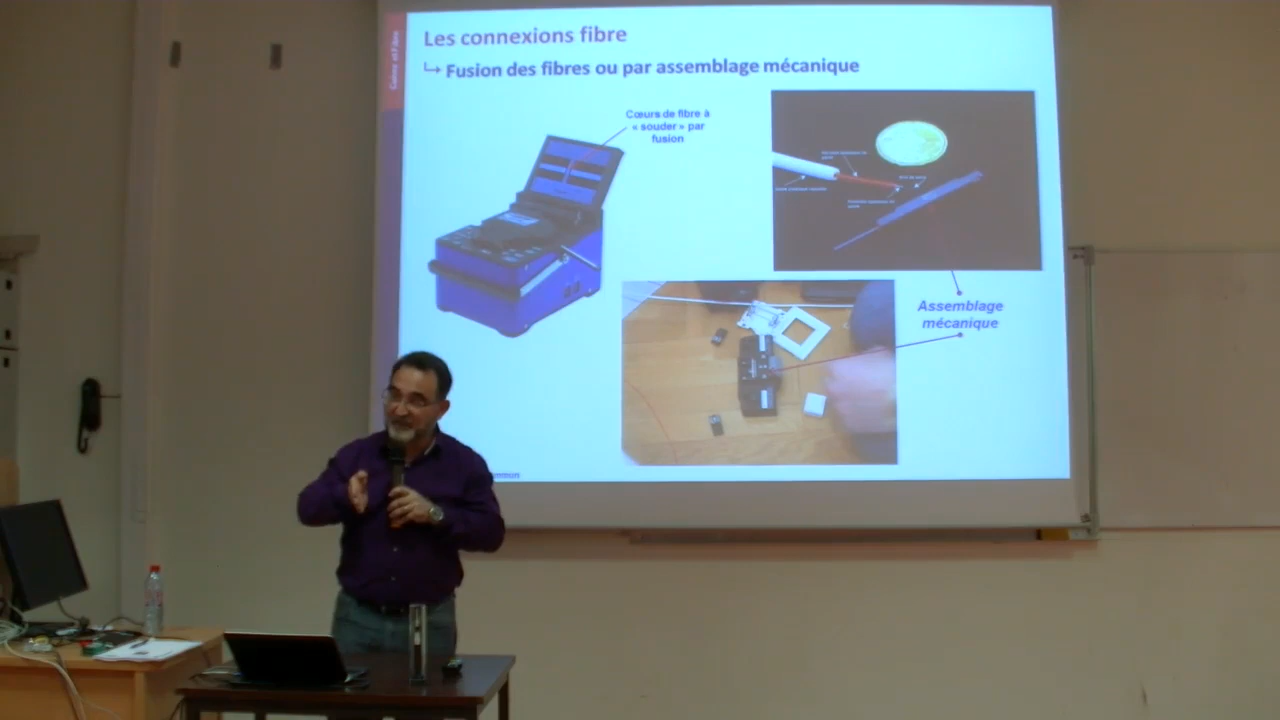 Les connexions fibre
Fusion des fibres ou par assemblage mécanique
Cœurs de fibre à
« souder » par
fusion
Assemblage
mécanique